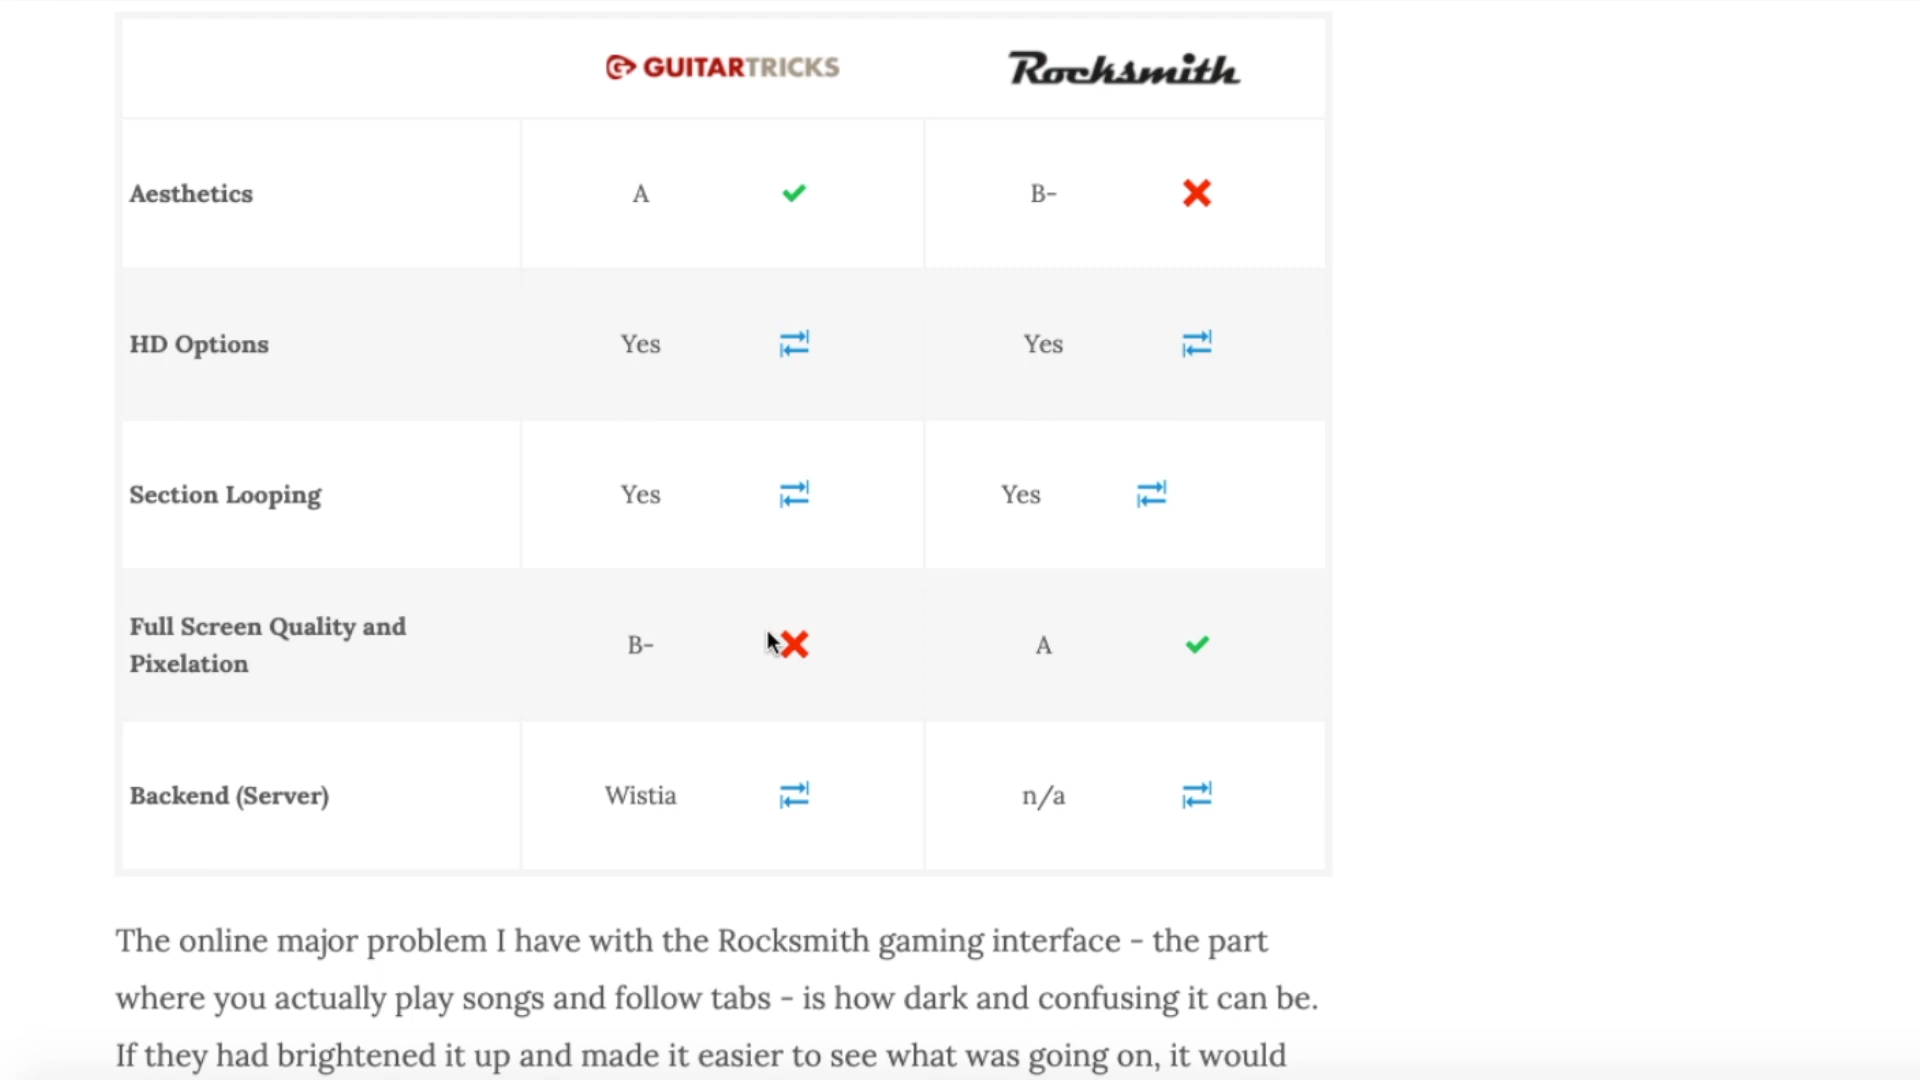 GUITARTRICKS Rocksmith
Aesthetics A B-
HD Options Yes Yes
Section Looping Yes Yes
Full Screen Quality and
Pixelation B- A
Backend (Server) Wistia n/a
The online major problem I have with the Rocksmith gaming interface - the part
where you actually play songs and follow tabs - is how dark and confusing it can be.
If they had brightened it up and made it easier to see what was going on, it would